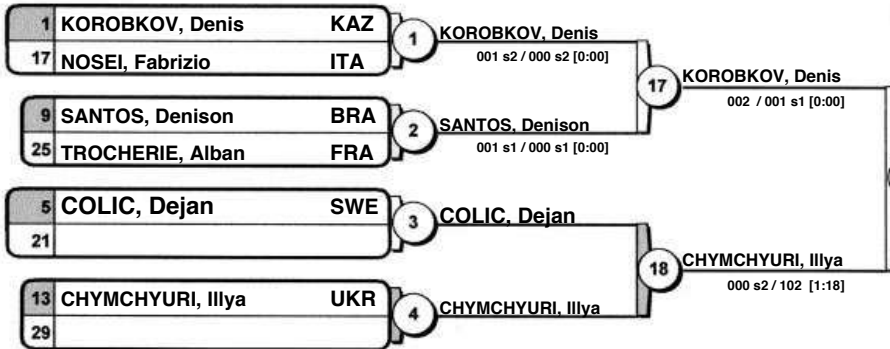 1 KOROBKOV, Denis KAZ
17 NOSEI, Fabrizio ITA
1
KOROBKOV, Denis
001 s2 / 000 s2 [0:00]
9 SANTOS, Denison BRA
25 TROCHERIE, Alban FRA
2
SANTOS, Denison
001 s1 / 000 s1 [0:00]
17
KOROBKOV, Denis
002 / 001 s1 [0:00]
5 COLIC, Dejan SWE
21
3
COLIC, Dejan
13 CHYMCHYURI, Illya UKR
29
4
CHYMCHYURI, Illya
18
CHYMCHYURI, Illya
000 s2 / 102 [1:18]